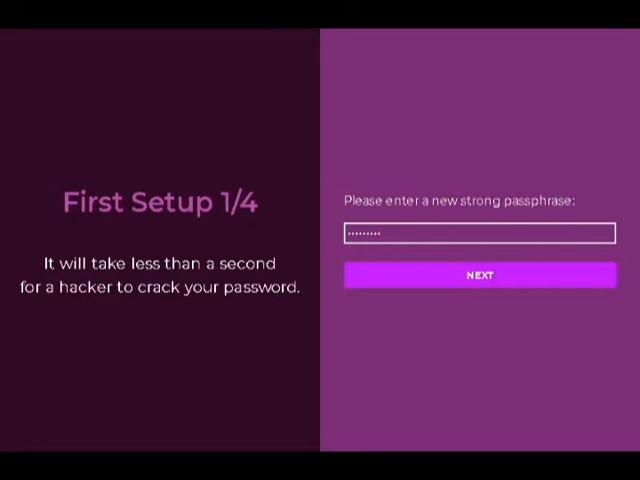 First Setup 1/4
It will take less than a second
for a hacker to crack your password.
Please enter a new strong passphrase:
•••••••••
NEXT